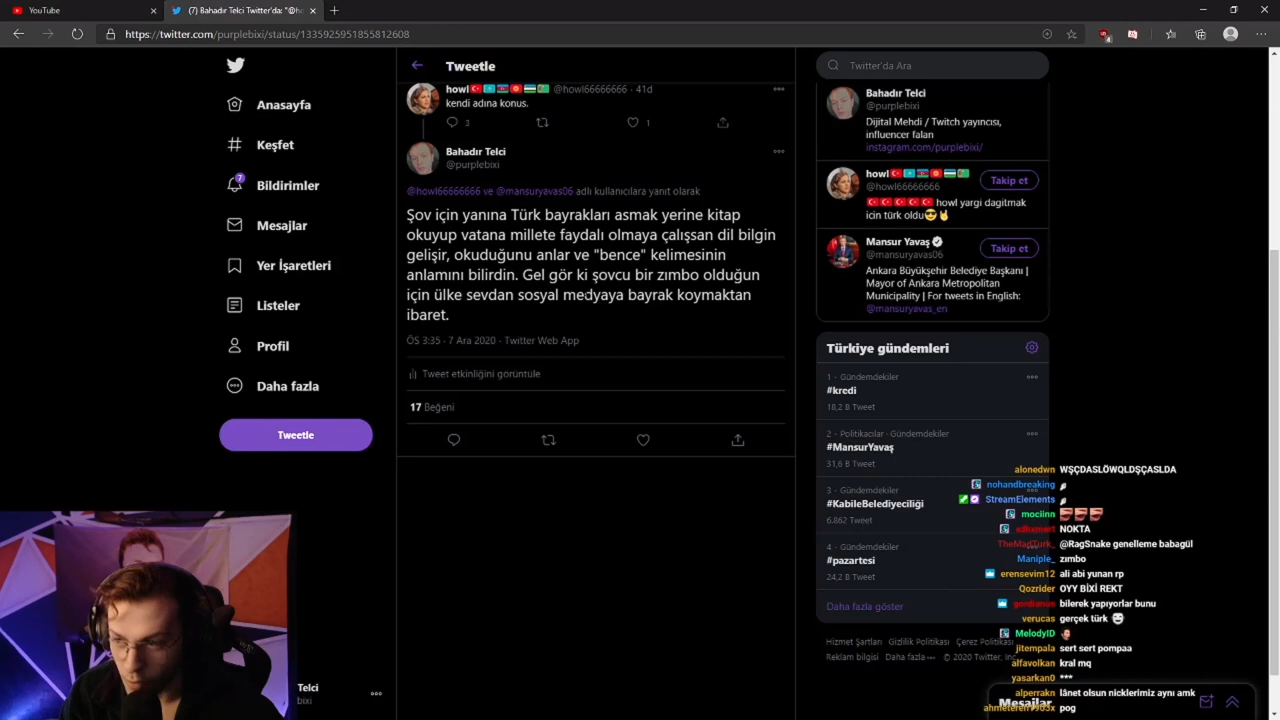 YouTube
(7) Bahadır Telci Twitter'da: "@ho
https://twitter.com/purplebixi/status/1335925951855812608
Anasayfa
Keşfet
7
Bildirimler
Mesajlar
Yer İşaretleri
Listeler
Profil
Daha fazla
Tweetle
Telci
bixi
Tweetle
howl @howl66666666 · 41d
kendi adına konus.
3
1
Bahadır Telci
@purplebixi
@howl66666666 ve @mansuryavas06 adlı kullanıcılara yanıt olarak
Şov için yanına Türk bayrakları asmak yerine kitap
okuyup vatana millete faydalı olmaya çalışsan dil bilgin
gelişir, okuduğunu anlar ve "bence" kelimesinin
anlamını bilirdin. Gel gör ki şovcu bir zımbo olduğun
için ülke sevdan sosyal medyaya bayrak koymaktan
ibaret.
ÖS 3:35 · 7 Ara 2020 · Twitter Web App
Tweet etkinliğini görüntüle
17 Beğeni
Twitter'da Ara
Bahadır Telci
@purplebixi
Dijital Mehdi / Twitch yayıncısı,
influencer falan
instagram.com/purplebixi/
howl
@howl66666666
Takip et
howl yargi dagitmak
icin türk oldu
Mansur Yavaş
@mansuryavas06
Takip et
Ankara Büyükşehir Belediye Başkanı |
Mayor of Ankara Metropolitan
Municipality | For tweets in English:
@mansuryavas_en
Türkiye gündemleri
1 · Gündemdekiler
#kredi
18,2 B Tweet
2 · Politikacılar · Gündemdekiler
#MansurYavaş
31,6 B Tweet
3 · Gündemdekiler
#KabileBelediyeciliği
6.862 Tweet
4 · Gündemdekiler
#pazartesi
24,2 B Tweet
Daha fazla göster
Hizmet Şartları Gizlilik Politikası Çerez Politikası
Reklam bilgisi Daha fazla ··· © 2020 Twitter, Inc.
Mesajlar
alonedwn WŞÇDASLÖWQLDŞÇASLDA
nohandbreaking
StreamElements
mociinn
NOKTA
TheMadTurk_ @RagSnake genelleme babagül
Maniple_ zımbo
erensevim12 ali abi yunan rp
Qozrider OYY BİXİ REKT
bilerek yapıyorlar bunu
verucas gerçek türk
MelodyID
jitempala sert sert pompaa
alfavolkan kral mq
yasarkan0 ***
alperrakn lânet olsun nicklerimiz aynı amk
pog